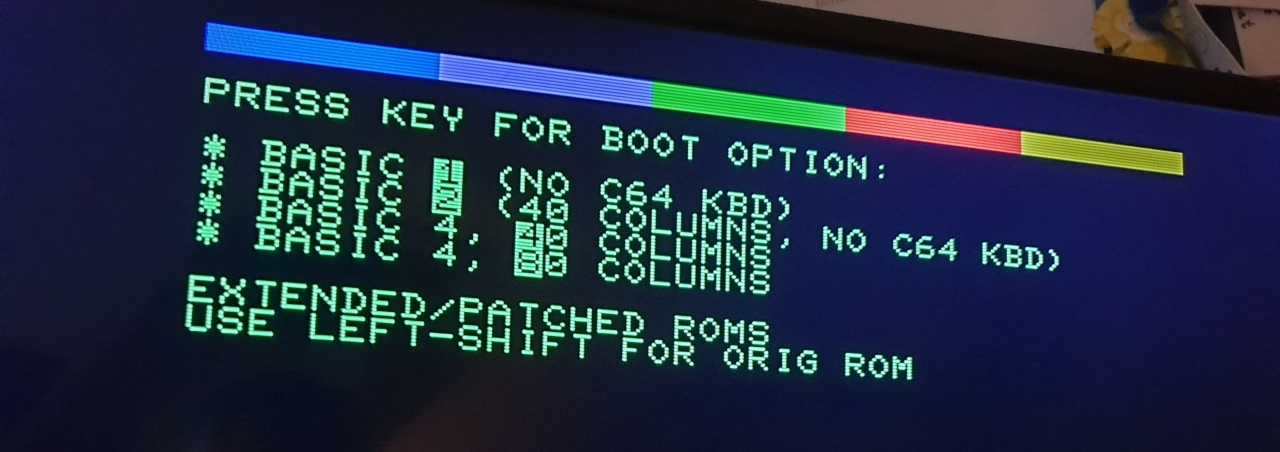 PRESS KEY FOR BOOT OPTION:
* BASIC 1 (NO C64 KBD)
* BASIC 2 (40 COLUMNS, NO C64 KBD)
* BASIC 4, 40 COLUMNS
* BASIC 4, 80 COLUMNS
EXTENDED/PATCHED ROMS
USE LEFT-SHIFT FOR ORIG ROM